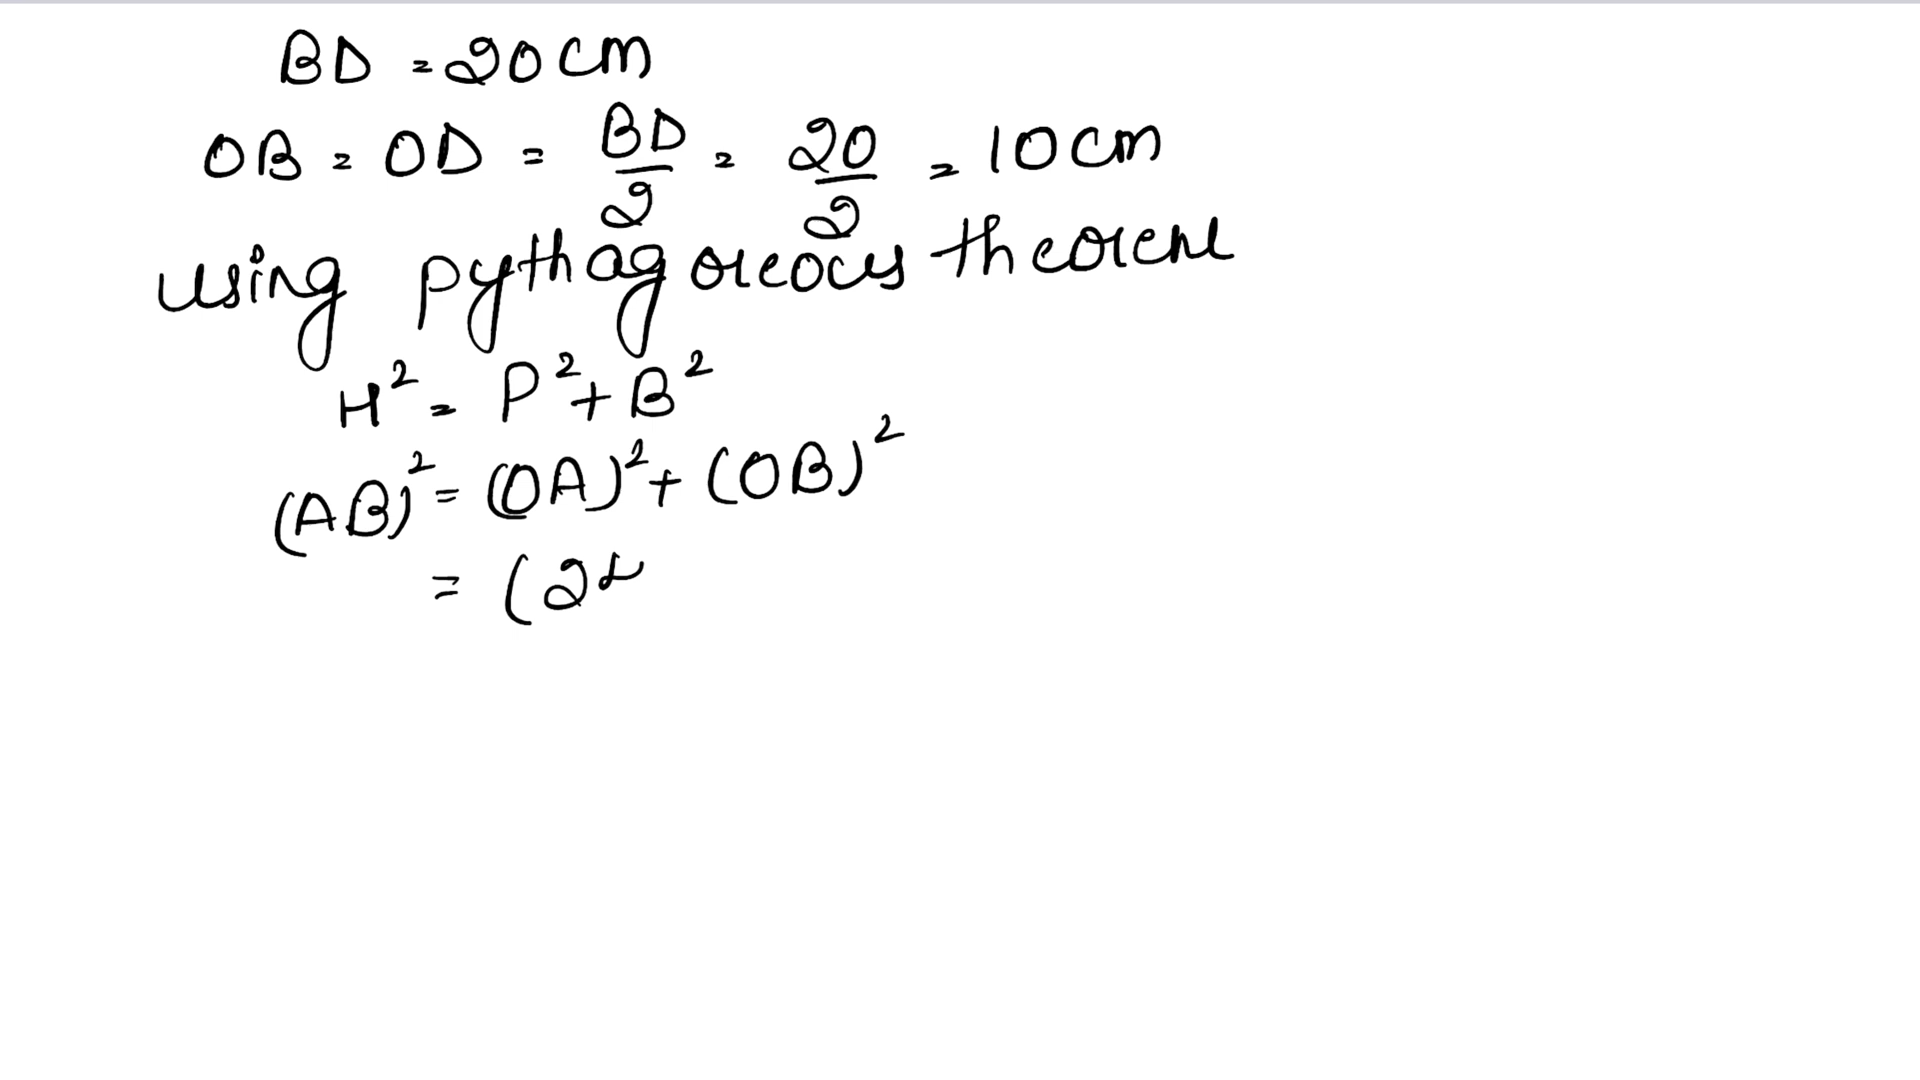 BD = 20 cm
OB = OD = BD/2 = 20/2 = 10 cm
using pythagoreous theorem
H² = P² + B²
(AB)² = (OA)² + (OB)²
= (24